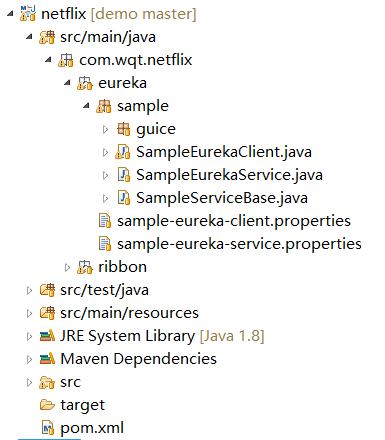 netflix [demo master]
src/main/java
com.wqt.netflix
eureka
sample
guice
SampleEurekaClient.java
SampleEurekaService.java
SampleServiceBase.java
sample-eureka-client.properties
sample-eureka-service.properties
ribbon
src/test/java
src/main/resources
JRE System Library [Java 1.8]
Maven Dependencies
src
target
pom.xml